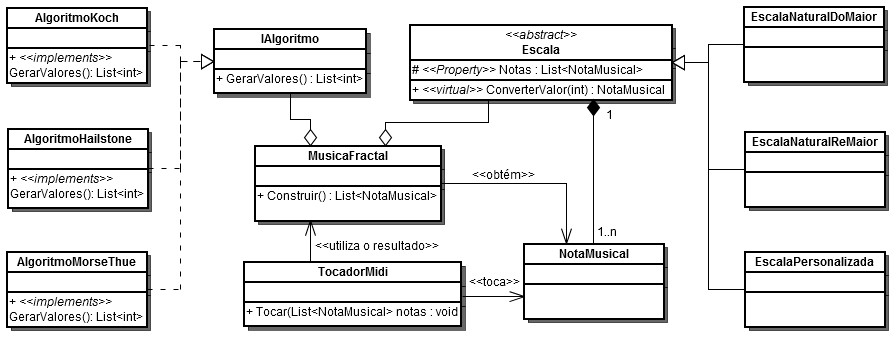 AlgoritmoKoch
+ <<implements>>
GerarValores(): List<int>
AlgoritmoHailstone
+ <<implements>>
GerarValores(): List<int>
AlgoritmoMorseThue
+ <<implements>>
GerarValores(): List<int>
IAlgoritmo
+ GerarValores() : List<int>
<<abstract>>
Escala
# <<Property>> Notas : List<NotaMusical>
+ <<virtual>> ConverterValor(int) : NotaMusical
1
1..n
MusicaFractal
+ Construir() : List<NotaMusical>
<<obtém>>
<<utiliza o resultado>>
TocadorMidi
+ Tocar(List<NotaMusical> notas : void
<<toca>>
NotaMusical
EscalaNaturalDoMaior
EscalaNaturalReMaior
EscalaPersonalizada